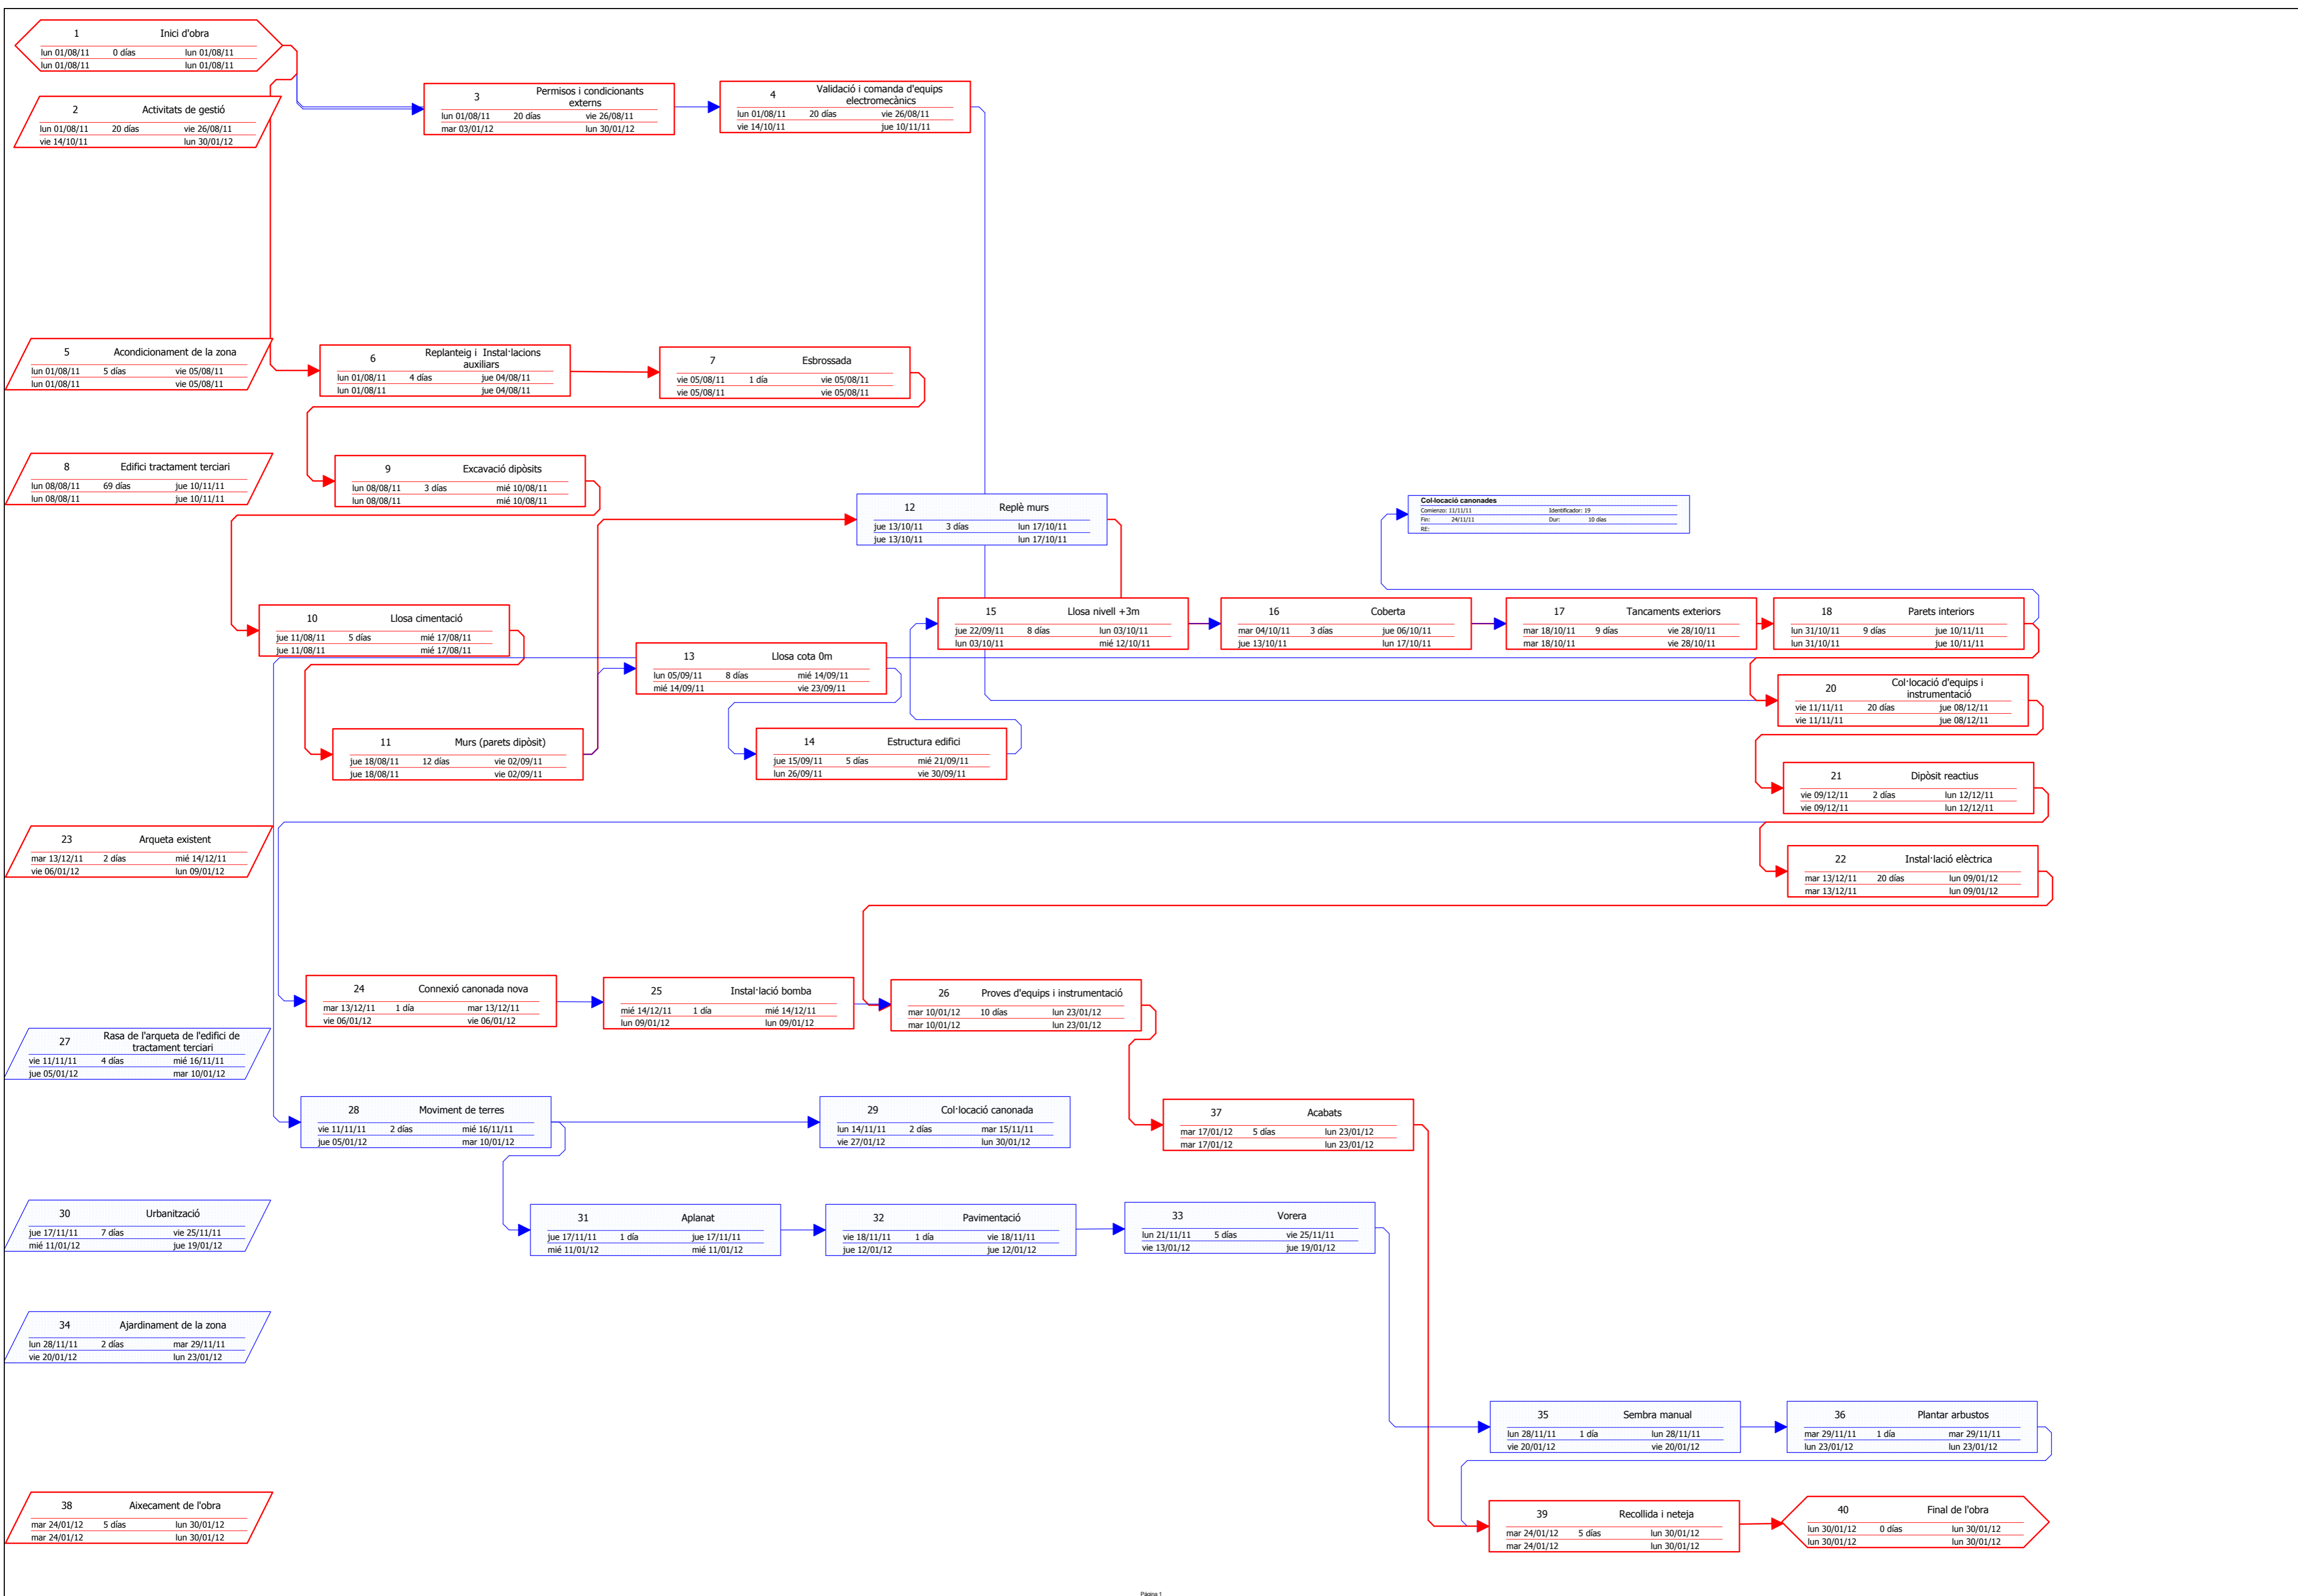 1 Inici d'obra
lun 01/08/11 0 días lun 01/08/11
lun 01/08/11 lun 01/08/11
2 Activitats de gestió
lun 01/08/11 20 días vie 26/08/11
vie 14/10/11 lun 30/01/12
3 Permisos i condicionants
externs
lun 01/08/11 20 días vie 26/08/11
mar 03/01/12 lun 30/01/12
4 Validació i comanda d'equips
electromecànics
lun 01/08/11 20 días vie 26/08/11
vie 14/10/11 jue 10/11/11
5 Acondicionament de la zona
lun 01/08/11 5 días vie 05/08/11
lun 01/08/11 vie 05/08/11
6 Replanteig i Instal·lacions
auxiliars
lun 01/08/11 4 días jue 04/08/11
lun 01/08/11 jue 04/08/11
7 Esbrossada
vie 05/08/11 1 día vie 05/08/11
vie 05/08/11 vie 05/08/11
8 Edifici tractament terciari
lun 08/08/11 69 días jue 10/11/11
lun 08/08/11 jue 10/11/11
9 Excavació dipòsits
lun 08/08/11 3 días mié 10/08/11
lun 08/08/11 mié 10/08/11
12 Replè murs
jue 13/10/11 3 días lun 17/10/11
jue 13/10/11 lun 17/10/11
Col·locació canonades
Comienzo: 11/11/11 Identificador: 19
Fin: 24/11/11 Dur: 10 días
RE:
10 Llosa cimentació
jue 11/08/11 5 días mié 17/08/11
jue 11/08/11 mié 17/08/11
13 Llosa cota 0m
lun 05/09/11 8 días mié 14/09/11
mié 14/09/11 vie 23/09/11
15 Llosa nivell +3m
jue 22/09/11 8 días lun 03/10/11
lun 03/10/11 mié 12/10/11
16 Coberta
mar 04/10/11 3 días jue 06/10/11
jue 13/10/11 lun 17/10/11
17 Tancaments exteriors
mar 18/10/11 9 días vie 28/10/11
mar 18/10/11 vie 28/10/11
18 Parets interiors
lun 31/10/11 9 días jue 10/11/11
lun 31/10/11 jue 10/11/11
20 Col·locació d'equips i
instrumentació
vie 11/11/11 20 días jue 08/12/11
vie 11/11/11 jue 08/12/11
11 Murs (parets dipòsit)
jue 18/08/11 12 días vie 02/09/11
jue 18/08/11 vie 02/09/11
14 Estructura edifici
jue 15/09/11 5 días mié 21/09/11
lun 26/09/11 vie 30/09/11
21 Dipòsit reactius
vie 09/12/11 2 días lun 12/12/11
vie 09/12/11 lun 12/12/11
23 Arqueta existent
mar 13/12/11 2 días mié 14/12/11
vie 06/01/12 lun 09/01/12
22 Instal·lació elèctrica
mar 13/12/11 20 días lun 09/01/12
mar 13/12/11 lun 09/01/12
24 Connexió canonada nova
mar 13/12/11 1 día mar 13/12/11
vie 06/01/12 vie 06/01/12
25 Instal·lació bomba
mié 14/12/11 1 día mié 14/12/11
lun 09/01/12 lun 09/01/12
26 Proves d'equips i instrumentació
mar 10/01/12 10 días lun 23/01/12
mar 10/01/12 lun 23/01/12
27 Rasa de l'arqueta de l'edifici de
tractament terciari
vie 11/11/11 4 días mié 16/11/11
jue 05/01/12 mar 10/01/12
28 Moviment de terres
vie 11/11/11 2 días mié 16/11/11
jue 05/01/12 mar 10/01/12
29 Col·locació canonada
lun 14/11/11 2 días mar 15/11/11
vie 27/01/12 lun 30/01/12
37 Acabats
mar 17/01/12 5 días lun 23/01/12
mar 17/01/12 lun 23/01/12
30 Urbanització
jue 17/11/11 7 días vie 25/11/11
mié 11/01/12 jue 19/01/12
31 Aplanat
jue 17/11/11 1 día jue 17/11/11
mié 11/01/12 mié 11/01/12
32 Pavimentació
vie 18/11/11 1 día vie 18/11/11
jue 12/01/12 jue 12/01/12
33 Vorera
lun 21/11/11 5 días vie 25/11/11
vie 13/01/12 jue 19/01/12
34 Ajardinament de la zona
lun 28/11/11 2 días mar 29/11/11
vie 20/01/12 lun 23/01/12
35 Sembra manual
lun 28/11/11 1 día lun 28/11/11
vie 20/01/12 vie 20/01/12
36 Plantar arbustos
mar 29/11/11 1 día mar 29/11/11
lun 23/01/12 lun 23/01/12
38 Aixecament de l'obra
mar 24/01/12 5 días lun 30/01/12
mar 24/01/12 lun 30/01/12
39 Recollida i neteja
mar 24/01/12 5 días lun 30/01/12
mar 24/01/12 lun 30/01/12
40 Final de l'obra
lun 30/01/12 0 días lun 30/01/12
lun 30/01/12 lun 30/01/12
Página 1